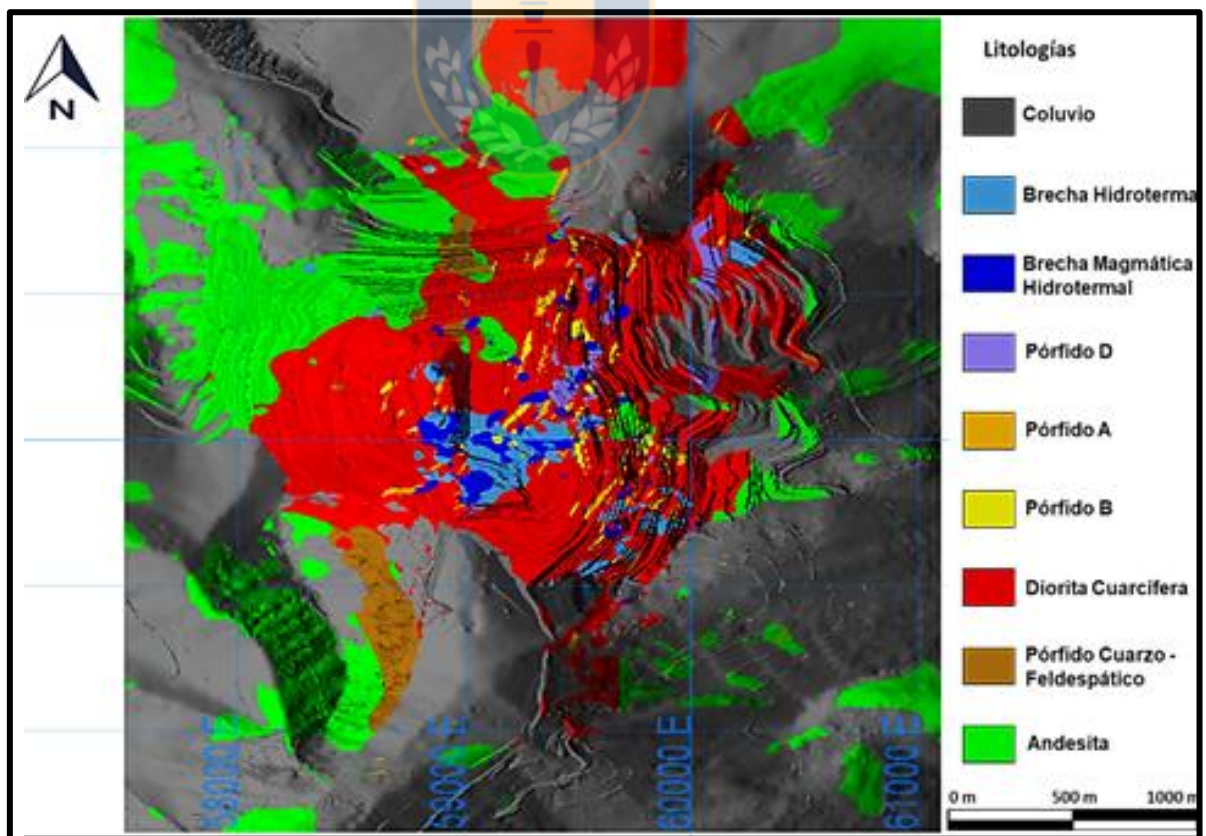 N
Litologías
Coluvio
Brecha Hidroterma
Brecha Magmática
Hidrotermal
Pórfido D
Pórfido A
Pórfido B
Diorita Cuarcífera
Pórfido Cuarzo -
Feldespático
Andesita
58000 E
59000 E
60000 E
61000 E
0 m 500 m 1000 m